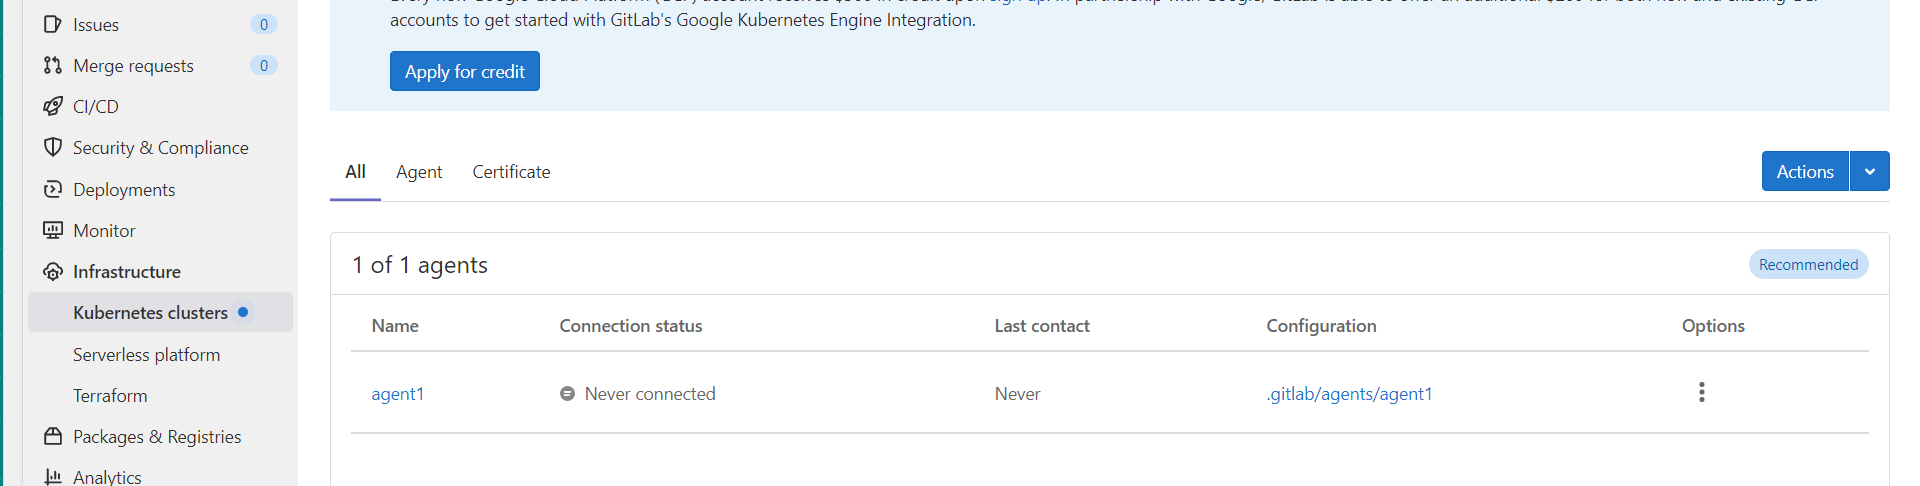 Issues 0
Merge requests 0
CI/CD
Security & Compliance
Deployments
Monitor
Infrastructure
Kubernetes clusters
Serverless platform
Terraform
Packages & Registries
Analytics
accounts to get started with GitLab's Google Kubernetes Engine Integration.
Apply for credit
All Agent Certificate Actions
1 of 1 agents Recommended
Name Connection status Last contact Configuration Options
agent1 Never connected Never .gitlab/agents/agent1